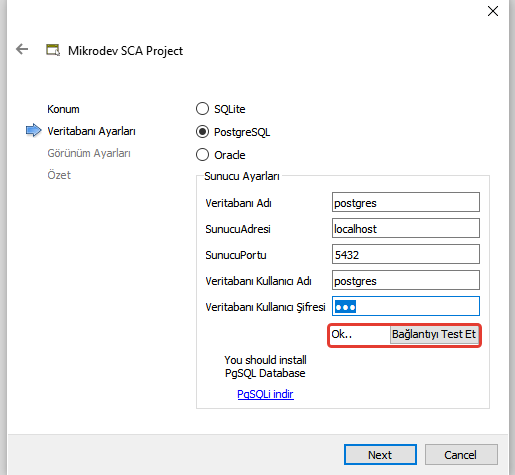 Mikrodev SCA Project
Konum
Veritabanı Ayarları
Görünüm Ayarları
Özet
SQLite
PostgreSQL
Oracle
Sunucu Ayarları
Veritabanı Adı postgres
SunucuAdresi localhost
SunucuPortu 5432
Veritabanı Kullanıcı Adı postgres
Veritabanı Kullanıcı Şifresi ●●●
Ok.. Bağlantıyı Test Et
You should install
PgSQL Database
PgSQLi indir
Next Cancel